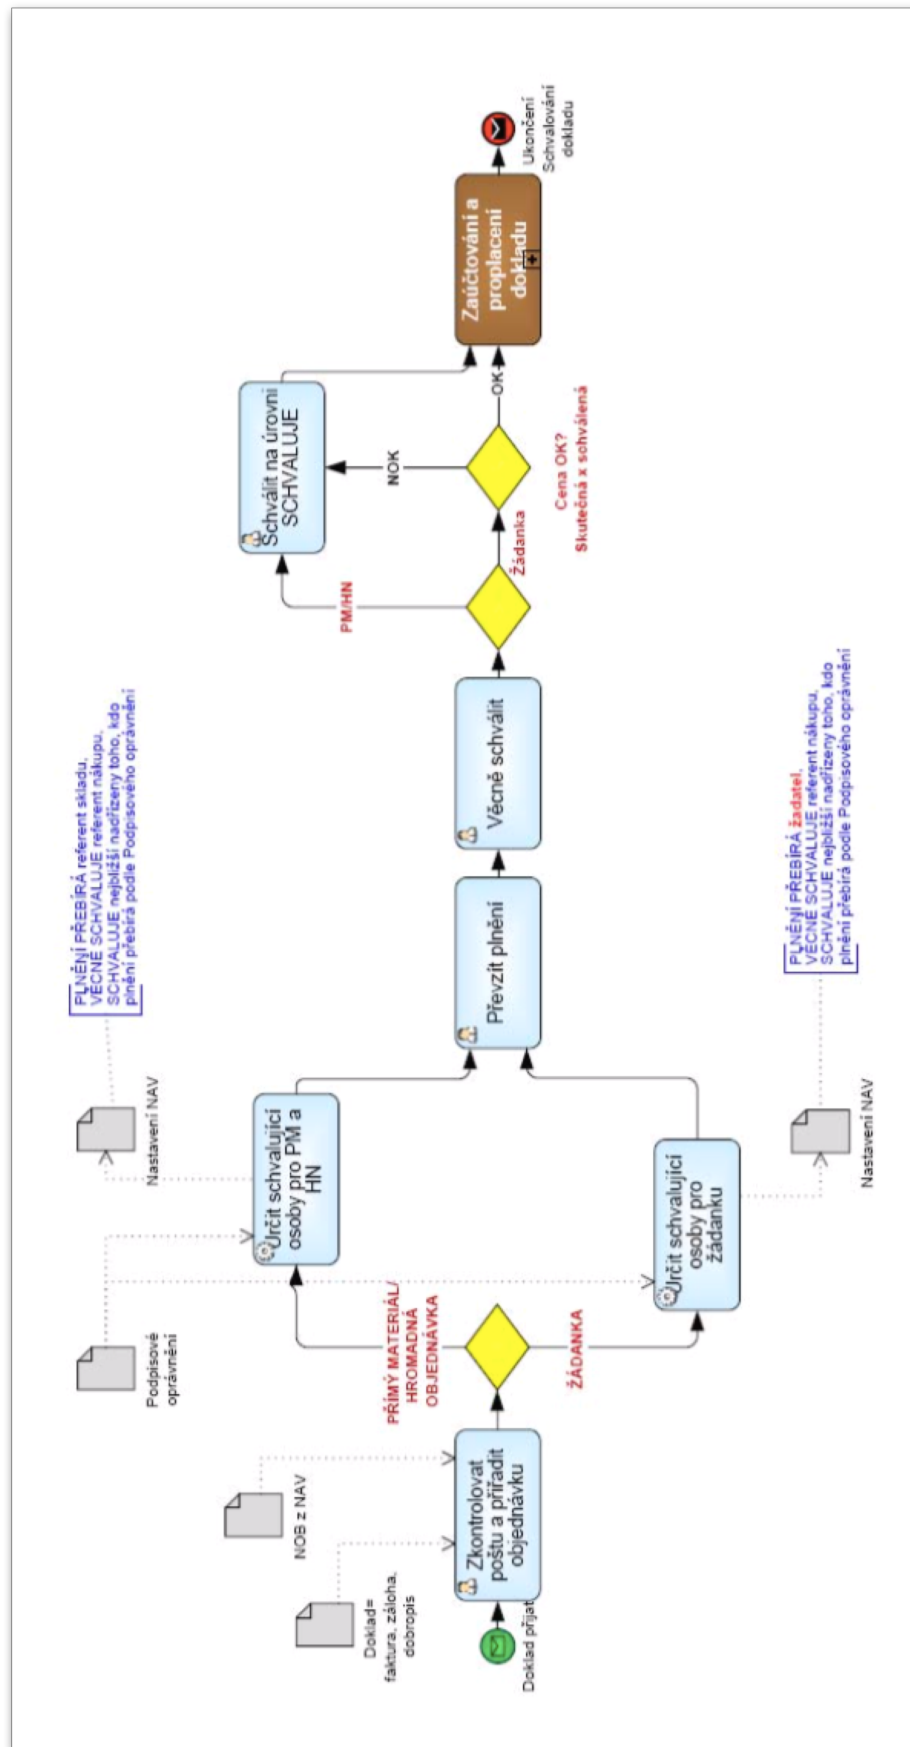 Doklad přijat
Doklad=
faktura, záloha,
dobropis
NOB z NAV
Zkontrolovat
poštu a přiřadit
objednávku
Podpisové
oprávnění
PŘÍMÝ MATERIÁL/
HROMADNÁ
OBJEDNÁVKA
ŽÁDANKA
Určit schvalující
osoby pro PM a
HN
Nastavení NAV
PLNĚNÍ PŘEBÍRÁ referent skladu,
VĚCNĚ SCHVALUJE referent nákupu,
SCHVALUJE nejbližší nadřízeny toho, kdo
plnění přebírá podle Podpisového oprávnění
Určit schvalující
osoby pro
žádanku
Nastavení NAV
PLNĚNÍ PŘEBÍRÁ žadatel,
VĚCNĚ SCHVALUJE referent nákupu,
SCHVALUJE nejbližší nadřízeny toho, kdo
plnění přebírá podle Podpisového oprávnění
Převzít plnění
Věcně schválit
PM/HN
Žádanka
Schválit na úrovni
SCHVALUJE
NOK
OK
Cena OK?
Skutečná x sohválená
Zaúčtování a
proplacení
dokladu
Ukončení
Schvalování
dokladu